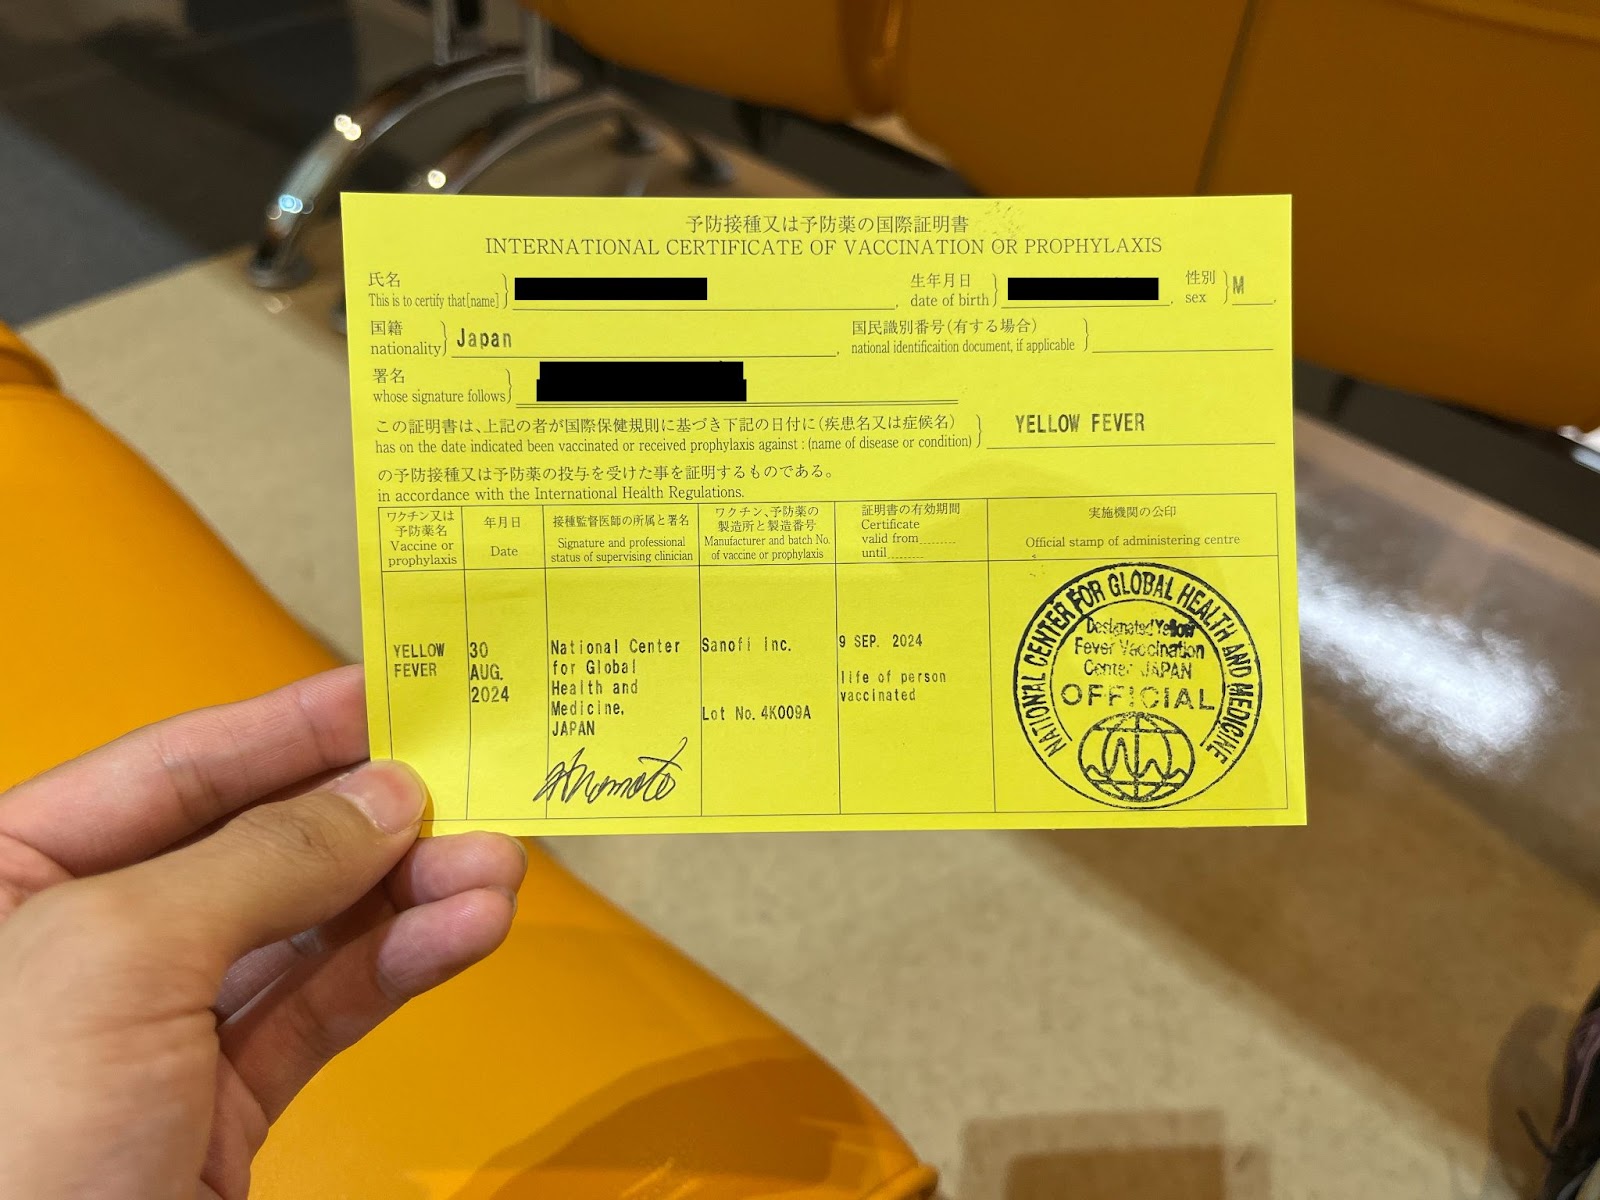 予防接種又は予防薬の国際証明書
INTERNATIONAL CERTIFICATE OF VACCINATION OR PROPHYLAXIS
氏名
This is to certify that[name]
生年月日
date of birth
性別
sex
M
国籍
nationality
Japan
国民識別番号(有する場合)
national identificaition document, if applicable
署名
whose signature follows
この証明書は、上記の者が国際保健規則に基づき下記の日付に(疾患名又は症候名)
has on the date indicated been vaccinated or received prophylaxis against : (name of disease or condition)
YELLOW FEVER
の予防接種又は予防薬の投与を受けた事を証明するものである。
in accordance with the International Health Regulations.
ワクチン又は
予防薬名
Vaccine or
prophylaxis
年月日
Date
接種監督医師の所属と署名
Signature and professional
status of supervising clinician
ワクチン、予防薬の
製造所と製造番号
Manufacturer and batch No.
of vaccine or prophylaxis
証明書の有効期間
Certificate
valid from........
until........
実施機関の公印
Official stamp of administering centre
YELLOW
FEVER
30
AUG.
2024
National Center
for Global
Health and
Medicine,
JAPAN
Sanofi Inc.
Lot No. 4K009A
9 SEP. 2024
life of person
vaccinated
NATIONAL CENTER FOR GLOBAL HEALTH AND MEDICINE
Designated Yellow
Fever Vaccination
Center JAPAN
OFFICIAL